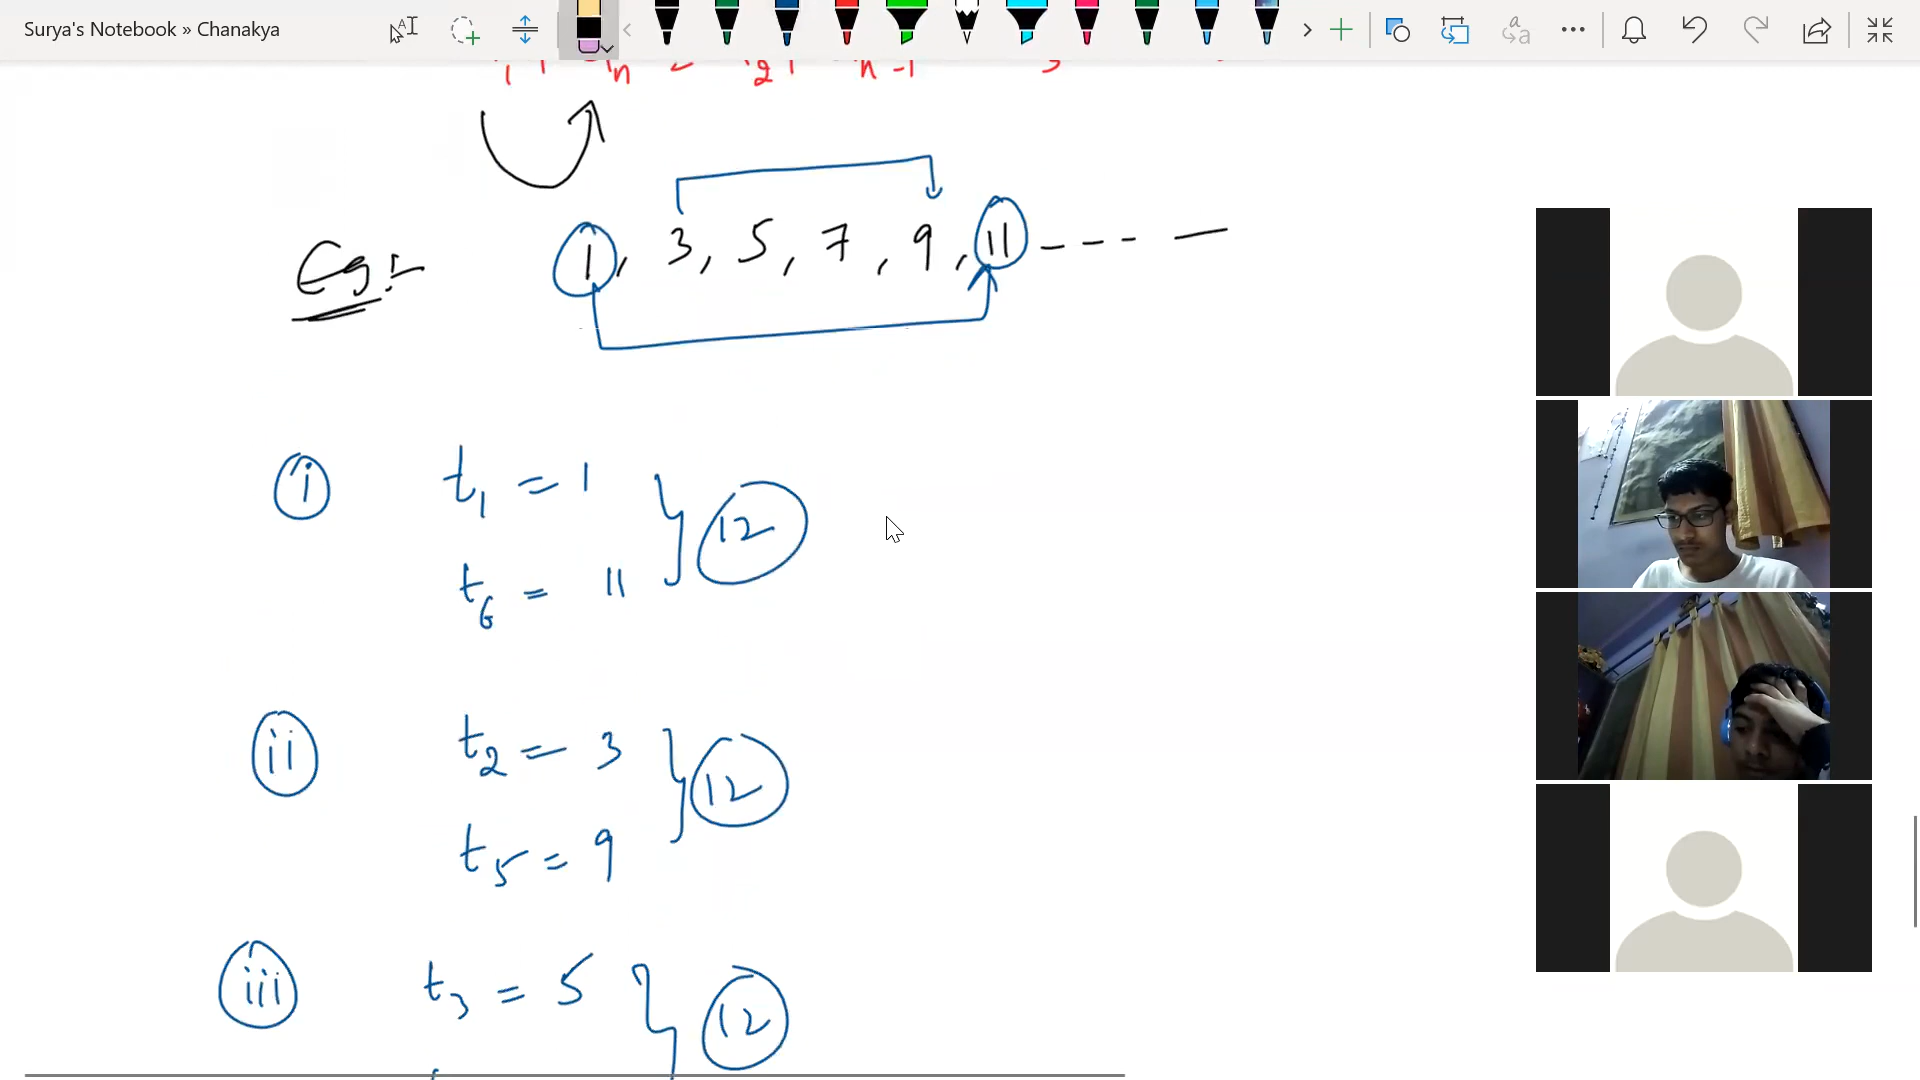 Surya's Notebook » Chanakya
Eg:- 1, 3, 5, 7, 9, 11 - - - —
i t₁ = 1 } 12
t₆ = 11
ii t₂ = 3 } 12
t₅ = 9
iii t₃ = 5 } 12